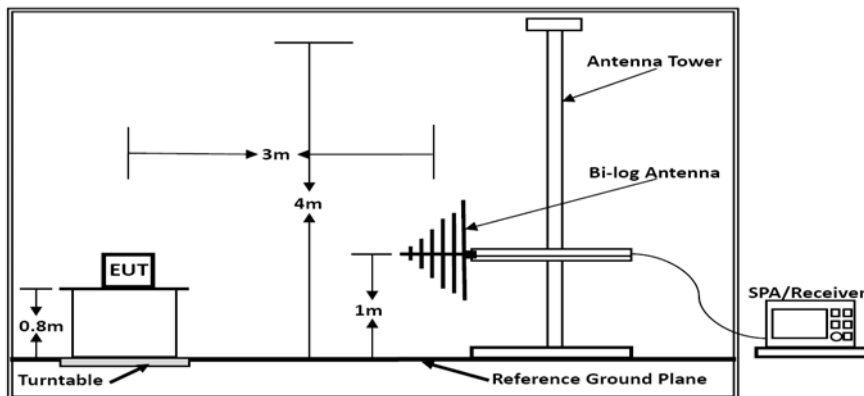 Antenna Tower
3m
Bi-log Antenna
4m
EUT
SPA/Receiver
0.8m
1m
Turntable
Reference Ground Plane